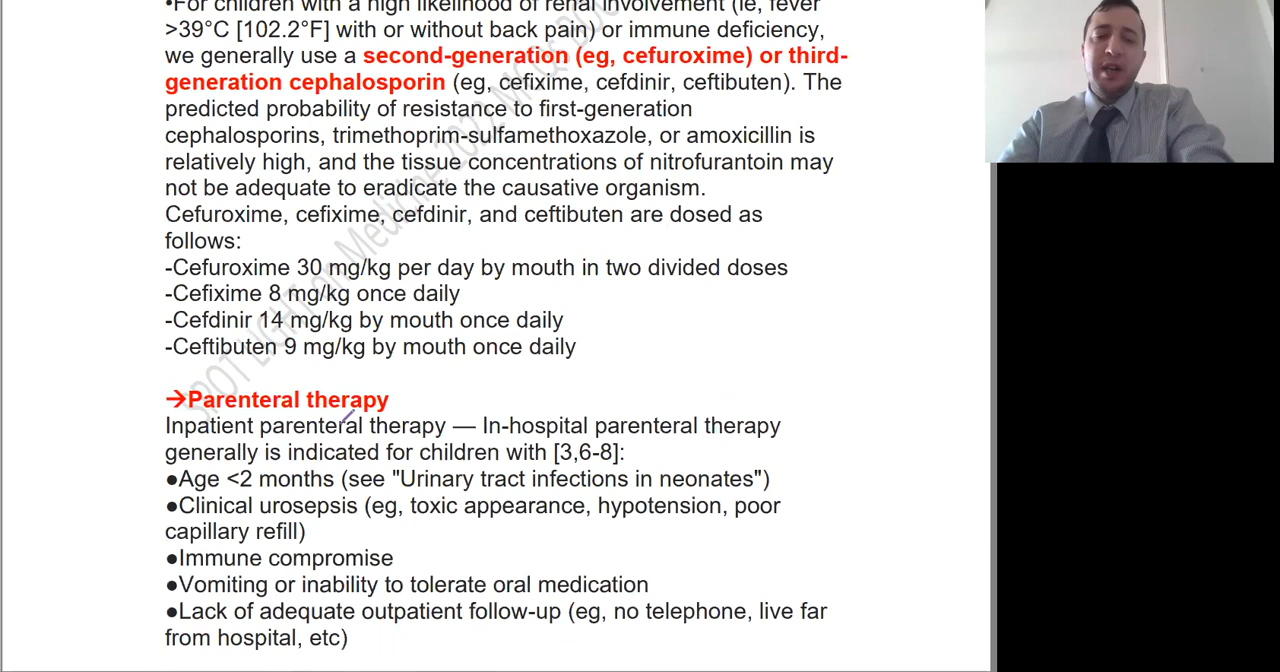 •For children with a high likelihood of renal involvement (ie, fever
>39°C [102.2°F] with or without back pain) or immune deficiency,
we generally use a second-generation (eg, cefuroxime) or third-
generation cephalosporin (eg, cefixime, cefdinir, ceftibuten). The
predicted probability of resistance to first-generation
cephalosporins, trimethoprim-sulfamethoxazole, or amoxicillin is
relatively high, and the tissue concentrations of nitrofurantoin may
not be adequate to eradicate the causative organism.
Cefuroxime, cefixime, cefdinir, and ceftibuten are dosed as
follows:
-Cefuroxime 30 mg/kg per day by mouth in two divided doses
-Cefixime 8 mg/kg once daily
-Cefdinir 14 mg/kg by mouth once daily
-Ceftibuten 9 mg/kg by mouth once daily
→Parenteral therapy
Inpatient parenteral therapy — In-hospital parenteral therapy
generally is indicated for children with [3,6-8]:
●Age <2 months (see "Urinary tract infections in neonates")
●Clinical urosepsis (eg, toxic appearance, hypotension, poor
capillary refill)
●Immune compromise
●Vomiting or inability to tolerate oral medication
●Lack of adequate outpatient follow-up (eg, no telephone, live far
from hospital, etc)
SPOT LIGHT on Medicine 2022